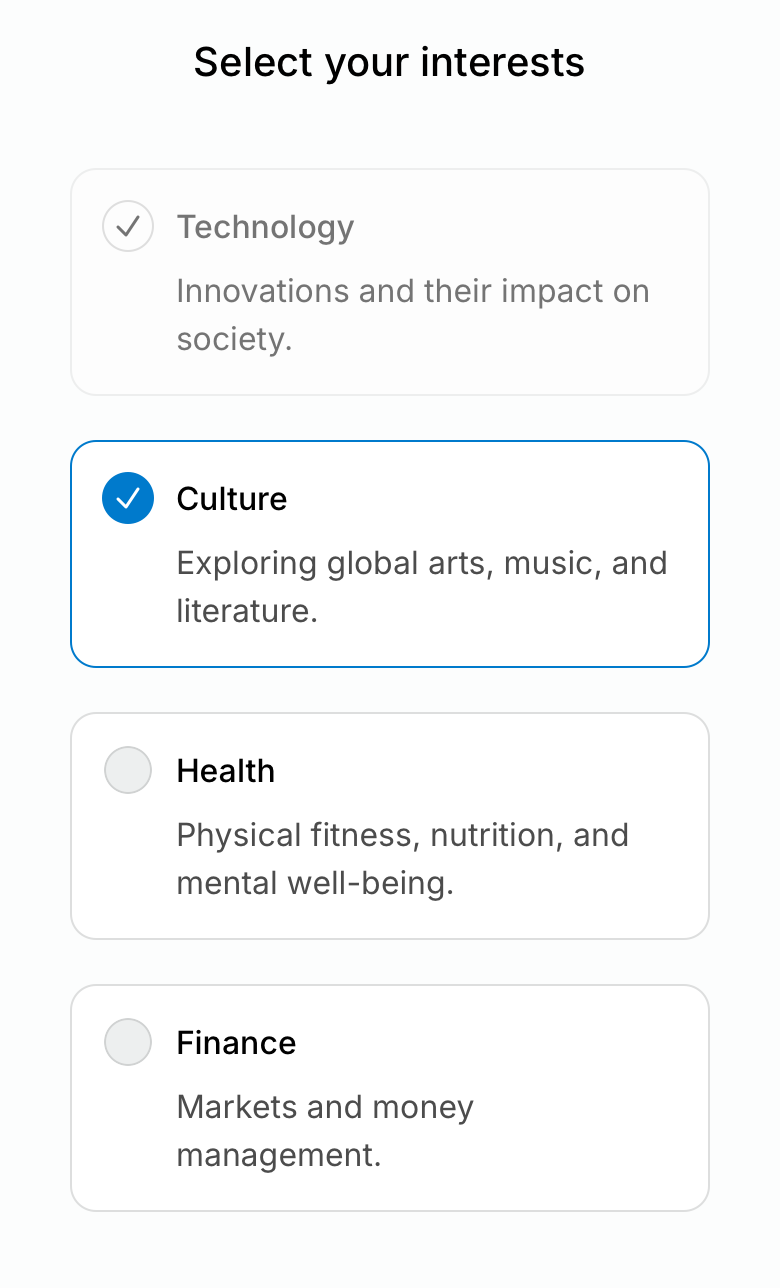 Select your interests
Technology
Innovations and their impact on
society.
Culture
Exploring global arts, music, and
literature.
Health
Physical fitness, nutrition, and
mental well-being.
Finance
Markets and money
management.